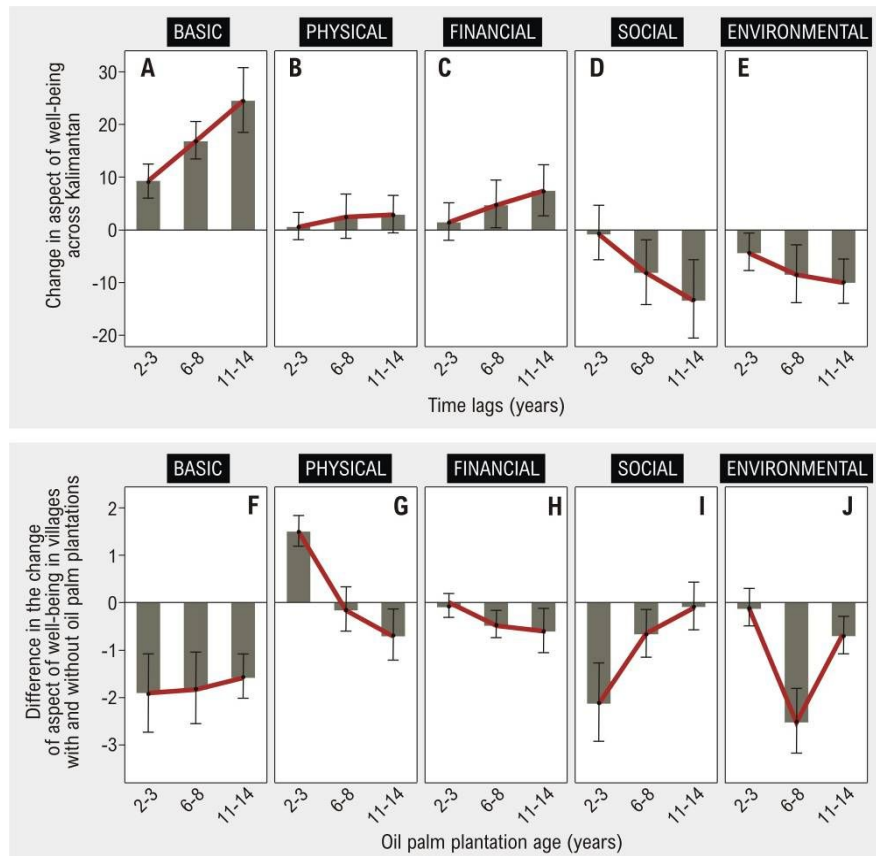 BASIC PHYSICAL FINANCIAL SOCIAL ENVIRONMENTAL
A B C D E
Change in aspect of well-being
across Kalimantan
30
20
10
0
-10
-20
2-3 6-8 11-14 2-3 6-8 11-14 2-3 6-8 11-14 2-3 6-8 11-14 2-3 6-8 11-14
Time lags (years)
BASIC PHYSICAL FINANCIAL SOCIAL ENVIRONMENTAL
F G H I J
Difference in the change
of aspect of well-being in villages
with and without oil palm plantations
2
1
0
-1
-2
-3
2-3 6-8 11-14 2-3 6-8 11-14 2-3 6-8 11-14 2-3 6-8 11-14 2-3 6-8 11-14
Oil palm plantation age (years)